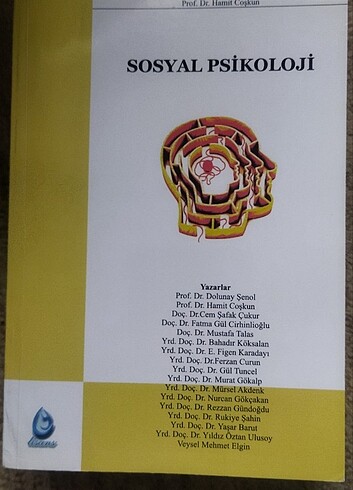 Prof. Dr. Hamit Coşkun
SOSYAL PSİKOLOJİ
Yazarlar
Prof. Dr. Dolunay Şenol
Prof. Dr. Hamit Coşkun
Doç. Dr.Cem Şafak Çukur
Doç. Dr. Fatma Gül Cirhinlioğlu
Doç. Dr. Mustafa Talas
Yrd. Doç. Dr. Bahadır Köksalan
Yrd. Doç. Dr. E. Figen Karadayı
Yrd. Doç. Dr.Ferzan Curun
Yrd. Doç. Dr. Gül Tuncel
Yrd. Doç. Dr. Murat Gökalp
Yrd. Doç. Dr. Mürsel Akdenk
Yrd. Doç. Dr. Nurcan Gökçakan
Yrd. Doç. Dr. Rezzan Gündoğdu
Yrd. Doç. Dr. Rukiye Şahin
Yrd. Doç. Dr. Yaşar Barut
Yrd. Doç. Dr. Yıldız Öztan Ulusoy
Veysel Mehmet Elgin